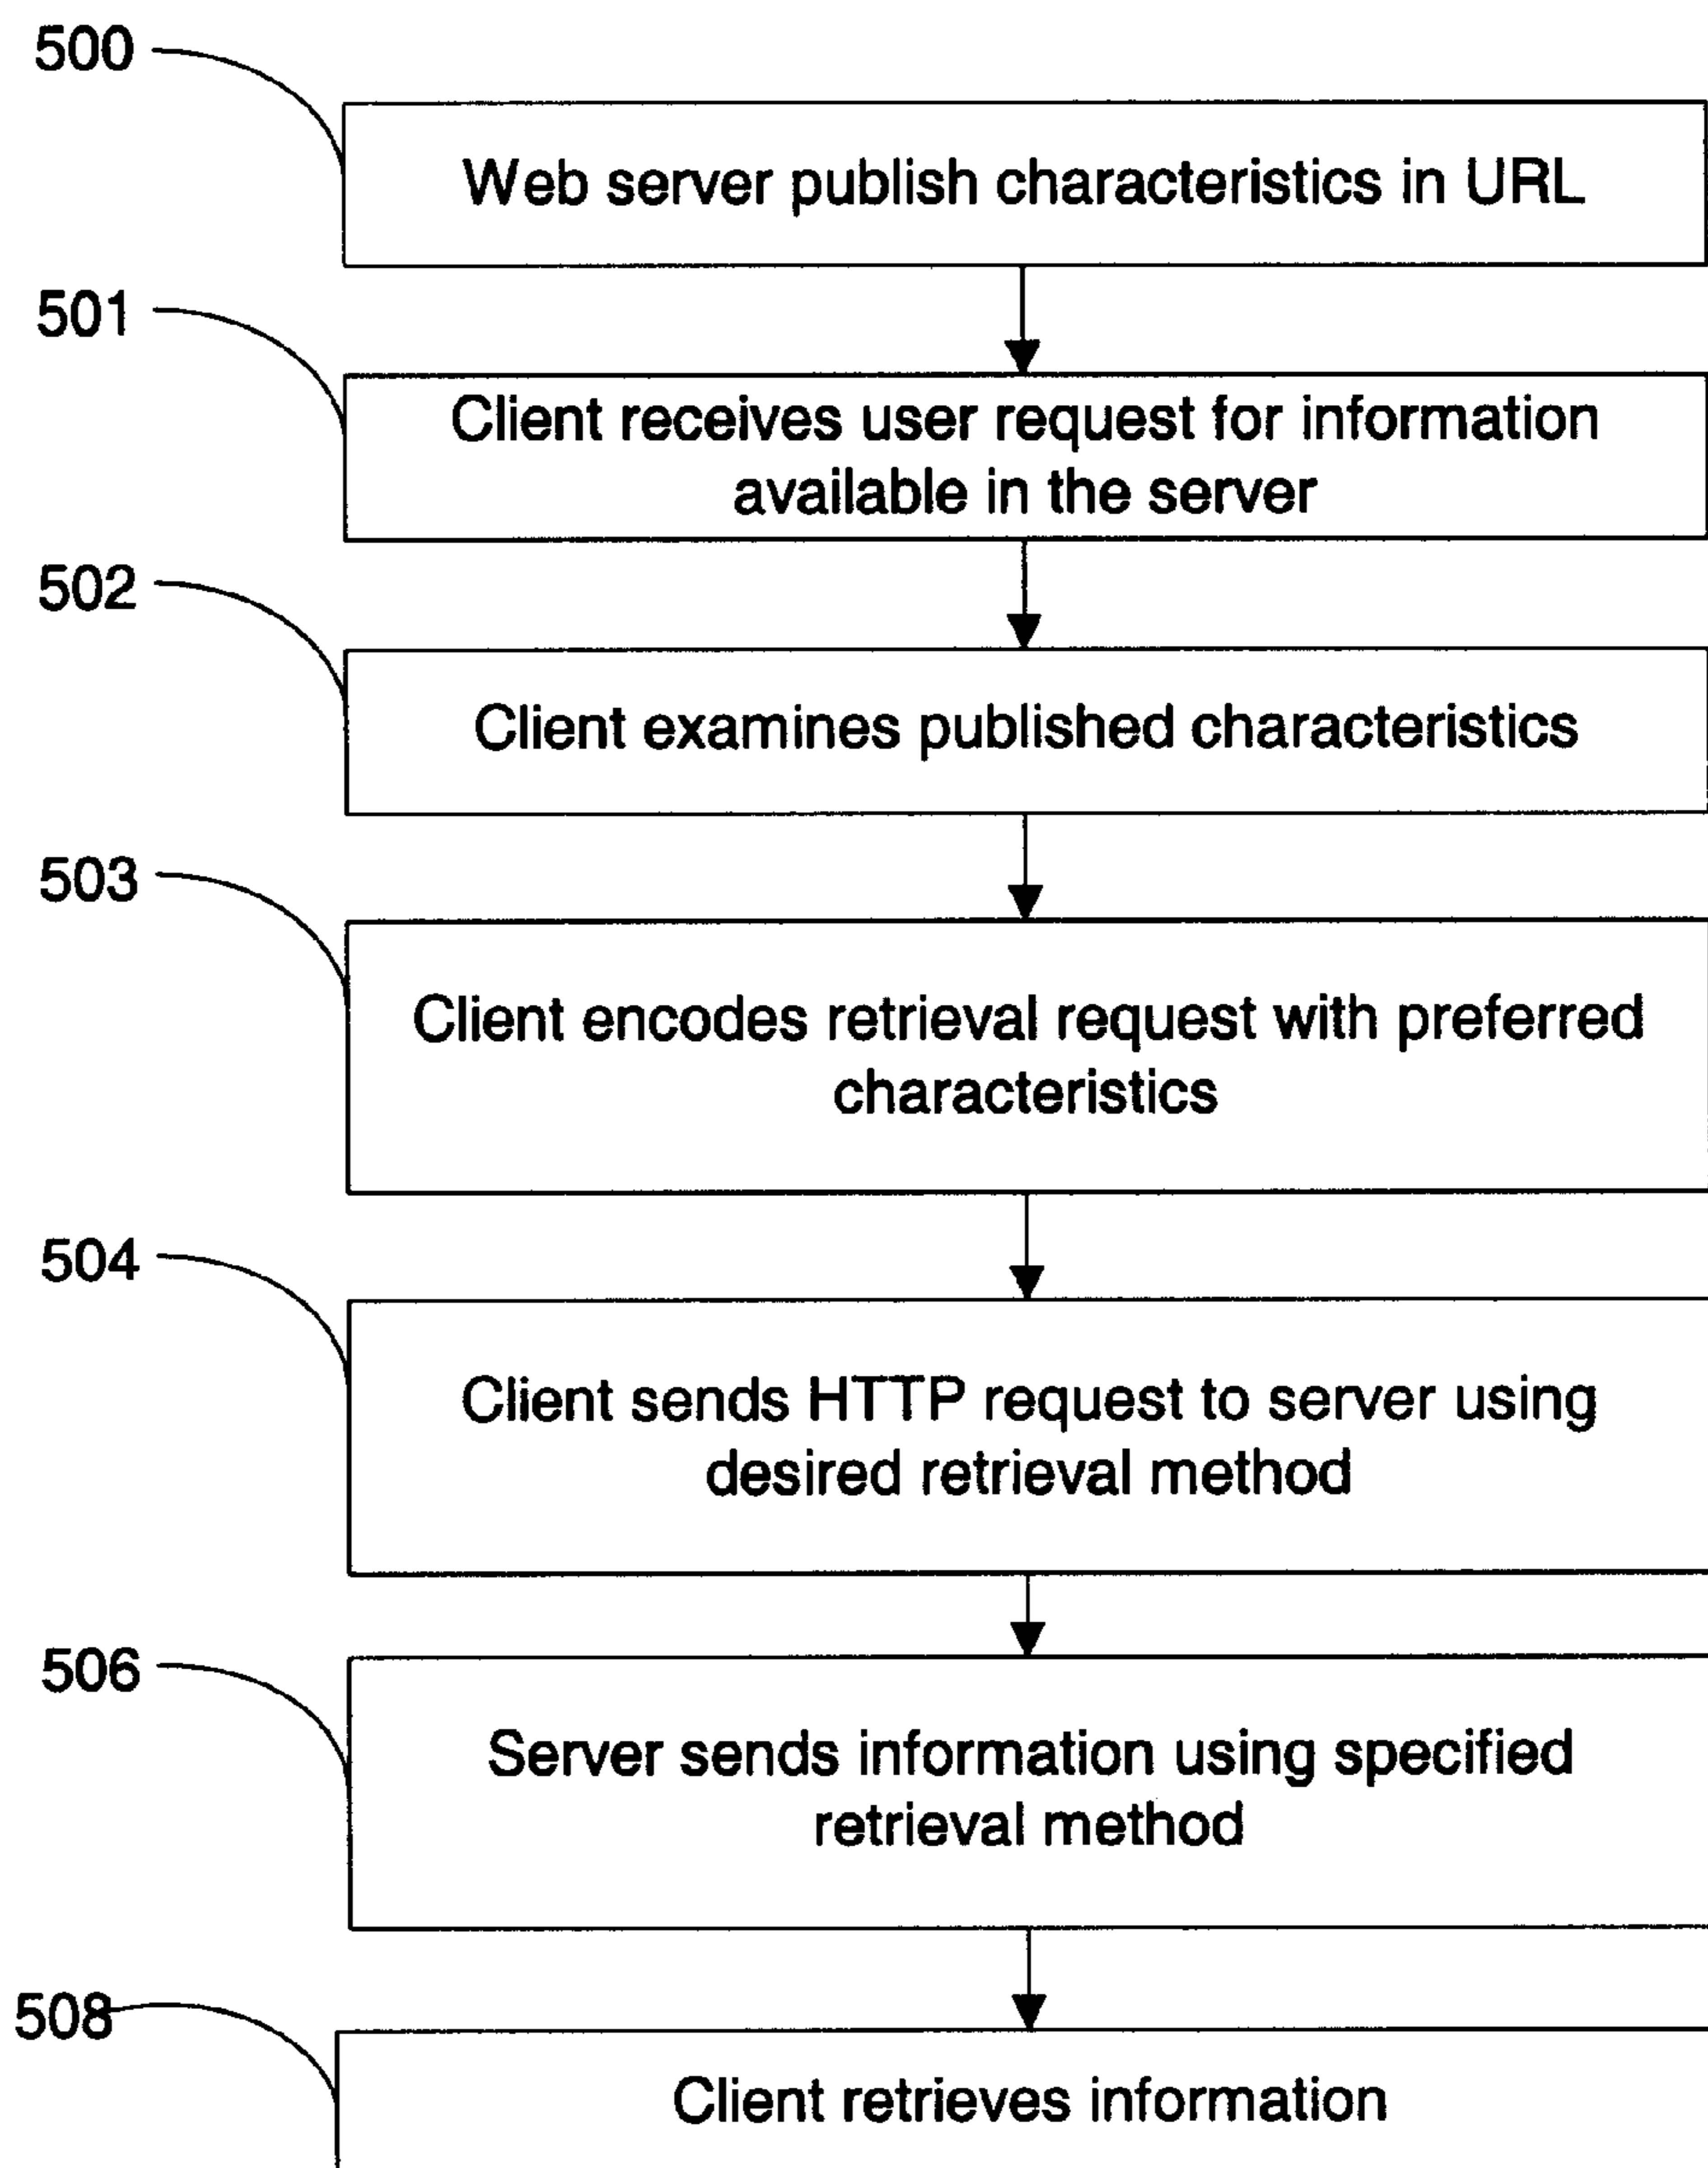 500
Web server publish characteristics in URL
501
Client receives user request for information
available in the server
502
Client examines published characteristics
503
Client encodes retrieval request with preferred
characteristics
504
Client sends HTTP request to server using
desired retrieval method
506
Server sends information using specified
retrieval method
508
Client retrieves information